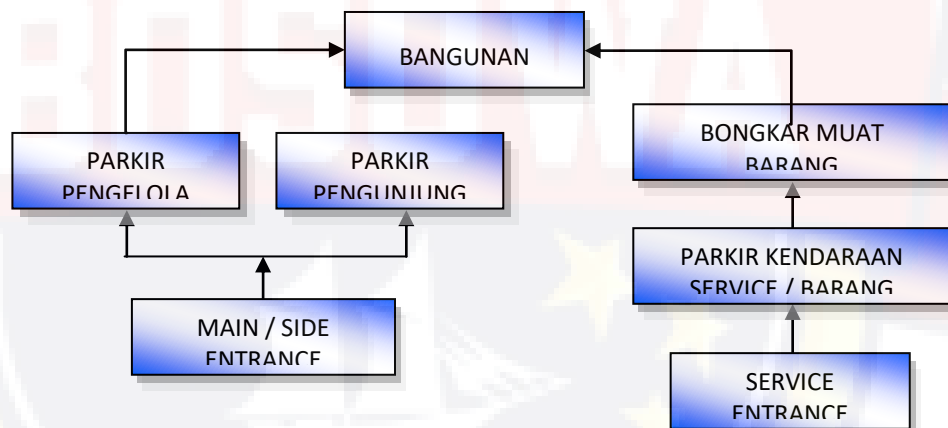 BANGUNAN
PARKIR
PENGELOLA
PARKIR
PENGUNJUNG
BONGKAR MUAT
BARANG
PARKIR KENDARAAN
SERVICE / BARANG
MAIN / SIDE
ENTRANCE
SERVICE
ENTRANCE